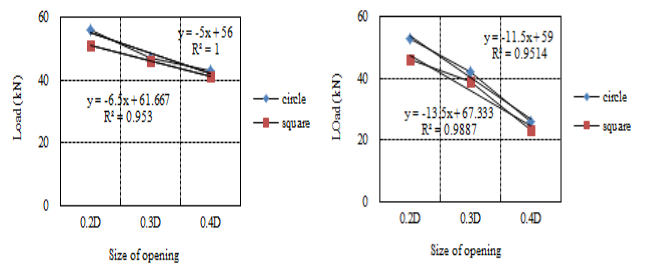 60
40
20
0
Load (kN)
y = -5x + 56
R² = 1
y = -6.5x + 61.667
R² = 0.953
circle
square
0.2D 0.3D 0.4D
Size of opening
60
40
20
0
LOad (kN)
y = -11.5x + 59
R² = 0.9514
y = -13.5x + 67.333
R² = 0.9887
circle
square
0.2D 0.3D 0.4D
Size of opening